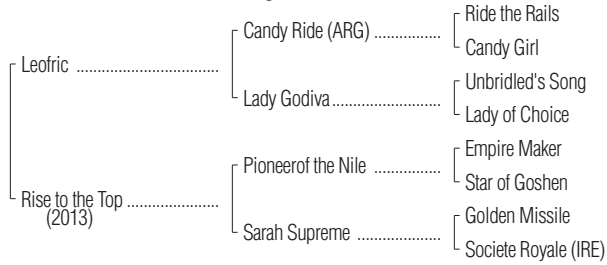 Ride the Rails
Candy Ride (ARG) ................
Candy Girl
Leofric ..................................
Unbridled's Song
Lady Godiva.........................
Lady of Choice
Empire Maker
Pioneerof the Nile ................
Star of Goshen
Rise to the Top ......................
(2013)
Golden Missile
Sarah Supreme ....................
Societe Royale (IRE)